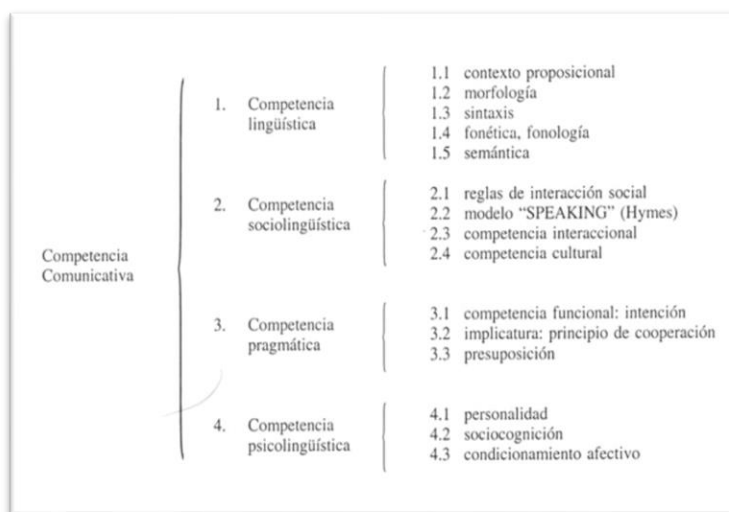 Competencia
Comunicativa
1. Competencia
lingüística
1.1 contexto proposicional
1.2 morfología
1.3 sintaxis
1.4 fonética, fonología
1.5 semántica
2. Competencia
sociolingüística
2.1 reglas de interacción social
2.2 modelo "SPEAKING" (Hymes)
2.3 competencia interaccional
2.4 competencia cultural
3. Competencia
pragmática
3.1 competencia funcional: intención
3.2 implicatura: principio de cooperación
3.3 presuposición
4. Competencia
psicolingüística
4.1 personalidad
4.2 sociocognición
4.3 condicionamiento afectivo